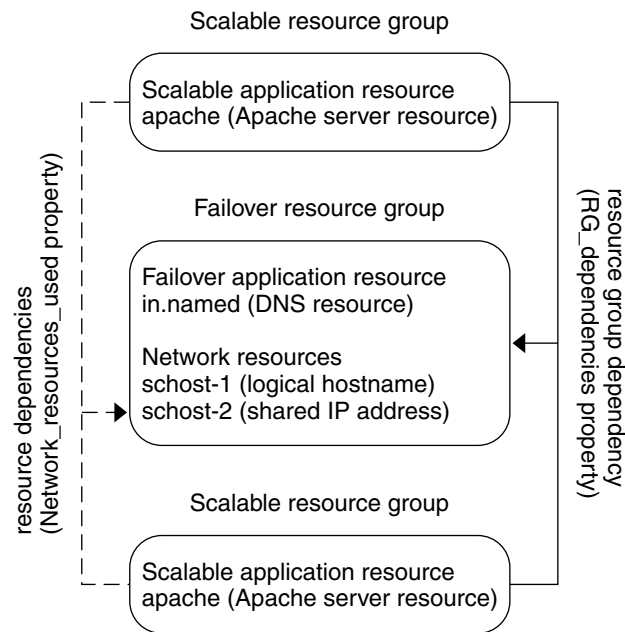 Scalable resource group
Scalable application resource
apache (Apache server resource)
Failover resource group
Failover application resource
in.named (DNS resource)
Network resources
schost-1 (logical hostname)
schost-2 (shared IP address)
Scalable resource group
Scalable application resource
apache (Apache server resource)
resource dependencies
(Network_resources_used property)
resource group dependency
(RG_dependencies property)